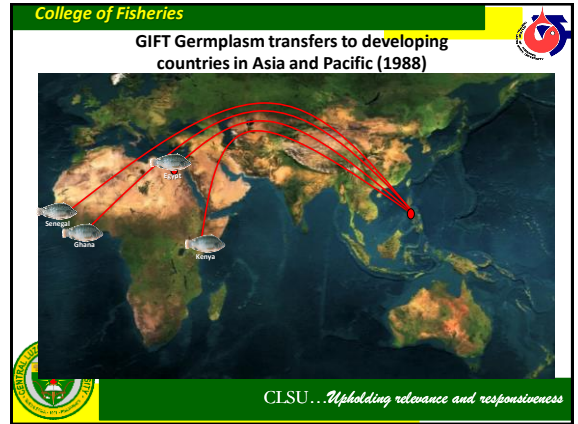 College of Fisheries
GIFT Germplasm transfers to developing
countries in Asia and Pacific (1988)
Egypt
Senegal
Ghana
Kenya
CLSU…Upholding relevance and responsiveness